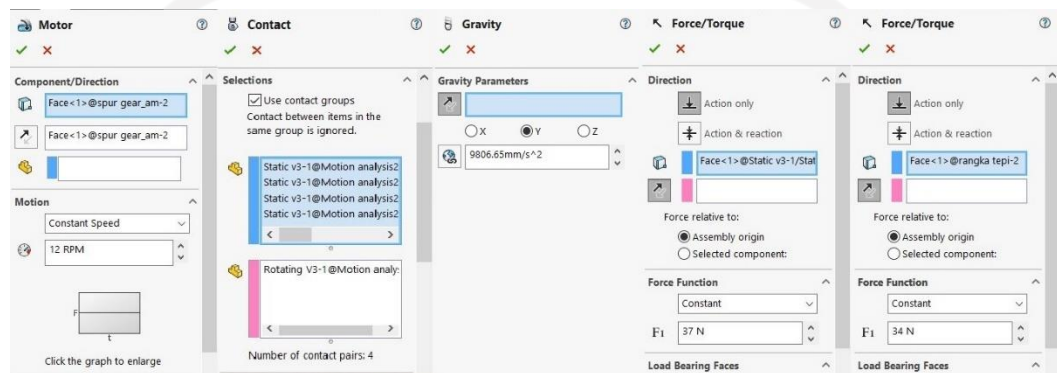 Motor
Component/Direction
Face<1>@spur gear_am-2
Face<1>@spur gear_am-2
Motion
Constant Speed
12 RPM
F
t
Click the graph to enlarge
Contact
Selections
Use contact groups
Contact between items in the
same group is ignored.
Static v3-1@Motion analysis2
Static v3-1@Motion analysis2
Static v3-1@Motion analysis2
Static v3-1@Motion analysis2
Rotating V3-1@Motion analy
Number of contact pairs: 4
Gravity
Gravity Parameters
X Y Z
9806.65mm/s^2
Force/Torque
Direction
Action only
Action & reaction
Face<1>@Static v3-1/Stat
Force relative to:
Assembly origin
Selected component:
Force Function
Constant
F1 37 N
Load Bearing Faces
Force/Torque
Direction
Action only
Action & reaction
Face<1>@rangka tepi-2
Force relative to:
Assembly origin
Selected component:
Force Function
Constant
F1 34 N
Load Bearing Faces